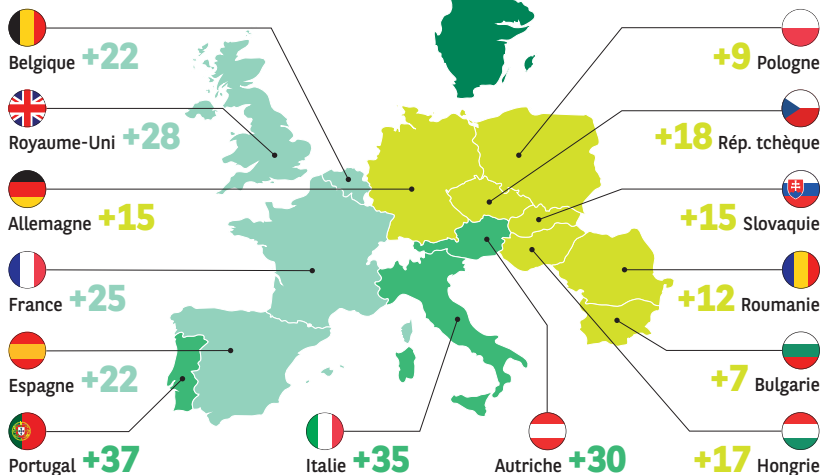 Belgique +22
Royaume-Uni +28
Allemagne +15
France +25
Espagne +22
Portugal +37
Italie +35
Autriche +30
+9 Pologne
+18 Rép. tchèque
+15 Slovaquie
+12 Roumanie
+7 Bulgarie
+17 Hongrie